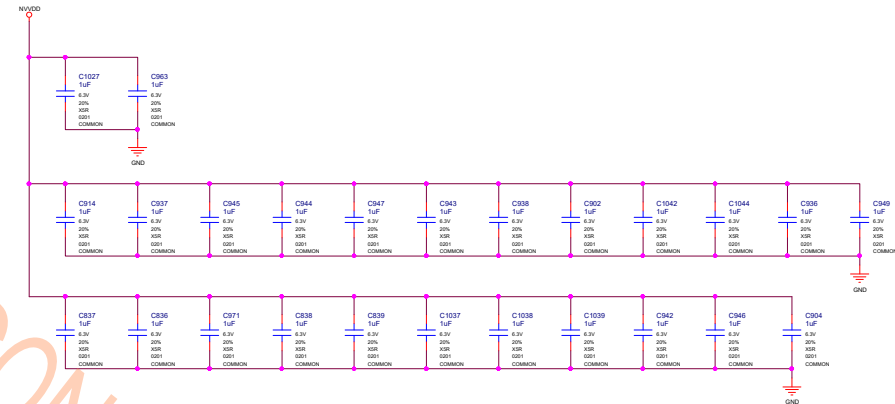 NVVDD
C1027 C963
1uF 1uF
6.3V 6.3V
20% 20%
X5R X5R
0201 0201
COMMON COMMON
GND
C914 C937 C945 C944 C947 C943 C938 C902 C1042 C1044 C936 C949
1uF 1uF 1uF 1uF 1uF 1uF 1uF 1uF 1uF 1uF 1uF 1uF
6.3V 6.3V 6.3V 6.3V 6.3V 6.3V 6.3V 6.3V 6.3V 6.3V 6.3V 6.3V
20% 20% 20% 20% 20% 20% 20% 20% 20% 20% 20% 20%
X5R X5R X5R X5R X5R X5R X5R X5R X5R X5R X5R X5R
0201 0201 0201 0201 0201 0201 0201 0201 0201 0201 0201 0201
COMMON COMMON COMMON COMMON COMMON COMMON COMMON COMMON COMMON COMMON COMMON COMMON
GND
C837 C836 C971 C838 C839 C1037 C1038 C1039 C942 C946 C904
1uF 1uF 1uF 1uF 1uF 1uF 1uF 1uF 1uF 1uF 1uF
6.3V 6.3V 6.3V 6.3V 6.3V 6.3V 6.3V 6.3V 6.3V 6.3V 6.3V
20% 20% 20% 20% 20% 20% 20% 20% 20% 20% 20%
X5R X5R X5R X5R X5R X5R X5R X5R X5R X5R X5R
0201 0201 0201 0201 0201 0201 0201 0201 0201 0201 0201
COMMON COMMON COMMON COMMON COMMON COMMON COMMON COMMON COMMON COMMON COMMON
GND